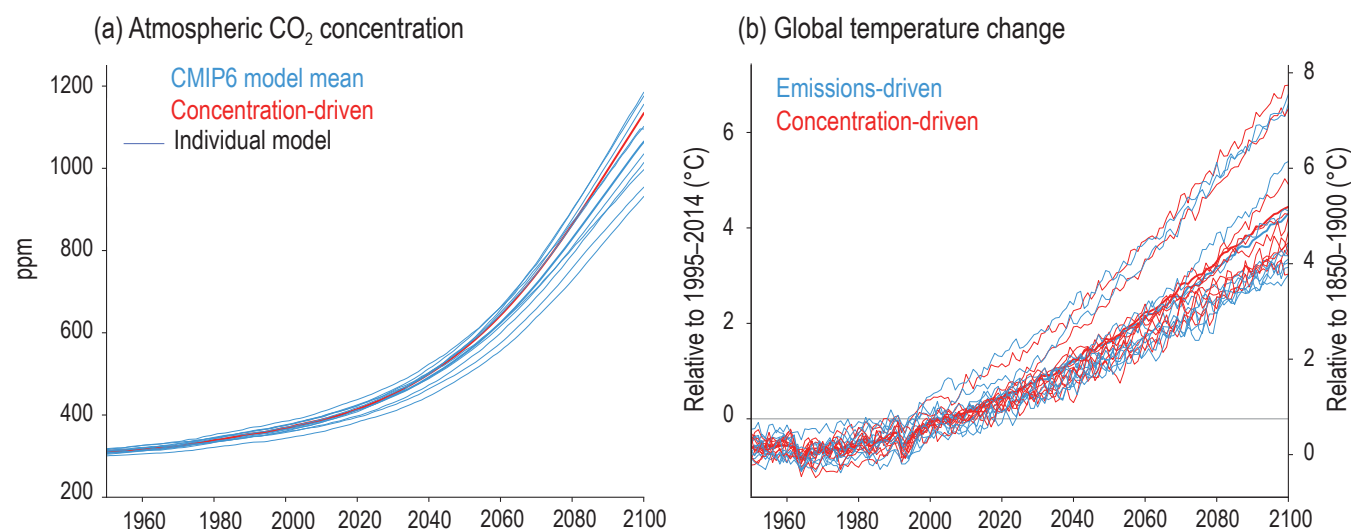 (a) Atmospheric CO₂ concentration
ppm
1200
1000
800
600
400
200
CMIP6 model mean
Concentration-driven
Individual model
1960 1980 2000 2020 2040 2060 2080 2100
(b) Global temperature change
Relative to 1995–2014 (°C)
6
4
2
0
Emissions-driven
Concentration-driven
8
6
4
2
0
Relative to 1850–1900 (°C)
1960 1980 2000 2020 2040 2060 2080 2100